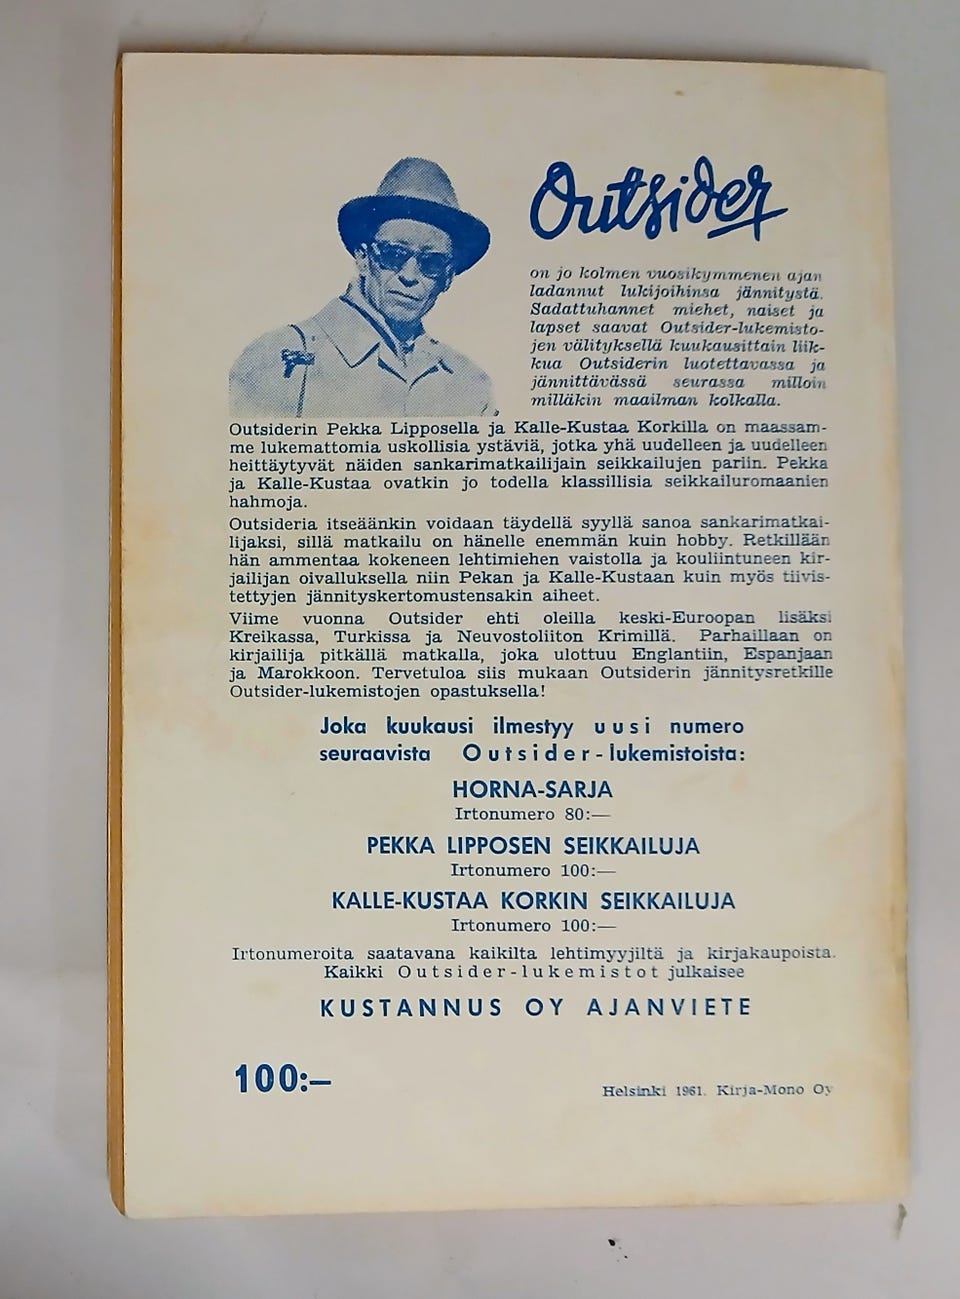 Outsider
on jo kolmen vuosikymmenen ajan
ladannut lukijoihinsa jännitystä.
Sadattuhannet miehet, naiset ja
lapset saavat Outsider-lukemisto-
jen välityksellä kuukausittain liik-
kua Outsiderin luotettavassa ja
jännittävässä seurassa milloin
milläkin maailman kolkalla.
Outsiderin Pekka Lipposella ja Kalle-Kustaa Korkilla on maassam-
me lukemattomia uskollisia ystäviä, jotka yhä uudelleen ja uudelleen
heittäytyvät näiden sankarimatkailijain seikkailujen pariin. Pekka
ja Kalle-Kustaa ovatkin jo todella klassillisia seikkailuromaanien
hahmoja.
Outsideria itseäänkin voidaan täydellä syyllä sanoa sankarimatkai-
lijaksi, sillä matkailu on hänelle enemmän kuin hobby. Retkillään
hän ammentaa kokeneen lehtimiehen vaistolla ja kouliintuneen kir-
jailijan oivalluksella niin Pekan ja Kalle-Kustaan kuin myös tiivis-
tettyjen jännityskertomustensakin aiheet.
Viime vuonna Outsider ehti oleilla keski-Euroopan lisäksi
Kreikassa, Turkissa ja Neuvostoliiton Krimillä. Parhaillaan on
kirjailija pitkällä matkalla, joka ulottuu Englantiin, Espanjaan
ja Marokkoon. Tervetuloa siis mukaan Outsiderin jännitysretkille
Outsider-lukemistojen opastuksella!
Joka kuukausi ilmestyy uusi numero
seuraavista Outsider-lukemistoista:
HORNA-SARJA
Irtonumero 80:—
PEKKA LIPPOSEN SEIKKAILUJA
Irtonumero 100:—
KALLE-KUSTAA KORKIN SEIKKAILUJA
Irtonumero 100:—
Irtonumeroita saatavana kaikilta lehtimyyjiltä ja kirjakaupoista.
Kaikki Outsider-lukemistot julkaisee
KUSTANNUS OY AJANVIETE
100:—
Helsinki 1961. Kirja-Mono Oy